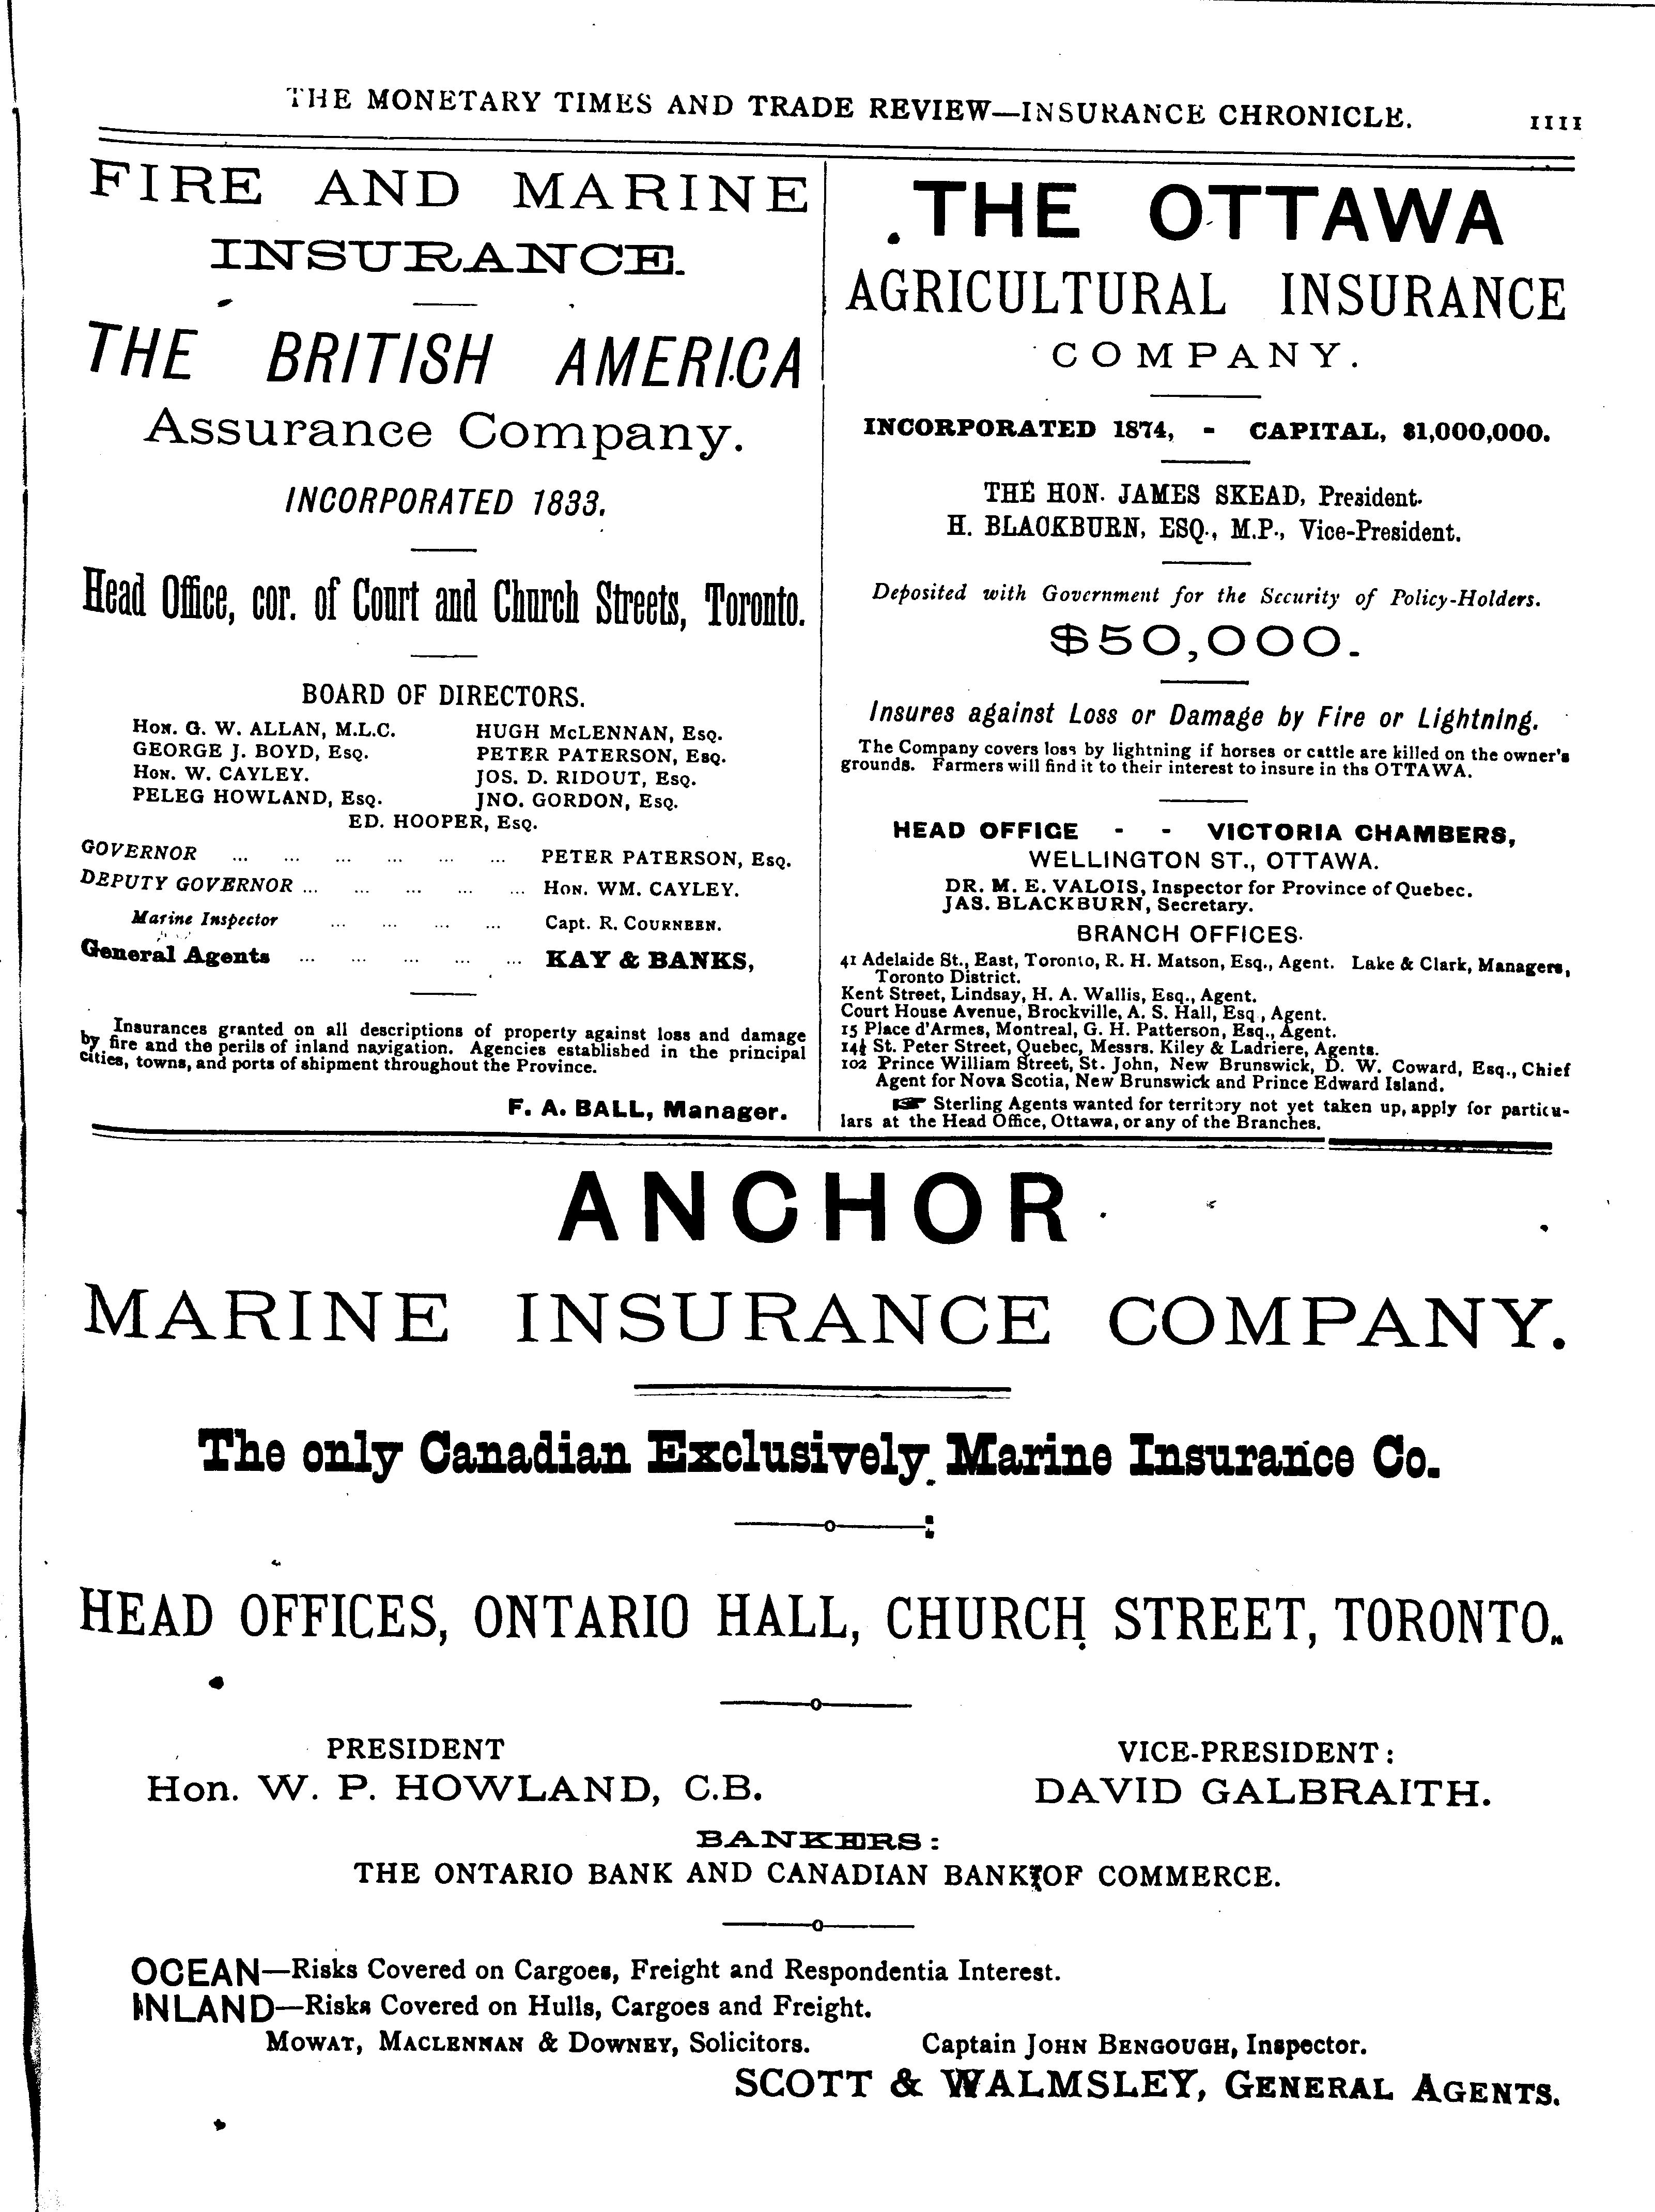 THE MONETARY TIMES AND TRADE REVIEW—INSURANCE CHRONICLE. 1111
FIRE AND MARINE
INSURANCE.
THE BRITISH AMERICA
Assurance Company.
INCORPORATED 1833.
Head Office, cor. of Court and Church Streets, Toronto.
BOARD OF DIRECTORS.
HON. G. W. ALLAN, M.L.C. HUGH McLENNAN, ESQ.
GEORGE J. BOYD, ESQ. PETER PATERSON, ESQ.
HON. W. CAYLEY. JOS. D. RIDOUT, ESQ.
PELEG HOWLAND, ESQ. JNO. GORDON, ESQ.
ED. HOOPER, ESQ.
GOVERNOR ... ... ... ... ... ... PETER PATERSON, ESQ.
DEPUTY GOVERNOR ... ... ... ... ... HON. WM. CAYLEY.
Marine Inspector ... ... ... ... Capt. R. COURNEEN.
General Agents ... ... ... ... ... KAY & BANKS,
Insurances granted on all descriptions of property against loss and damage
by fire and the perils of inland navigation. Agencies established in the principal
cities, towns, and ports of shipment throughout the Province.
F. A. BALL, Manager.
THE OTTAWA
AGRICULTURAL INSURANCE
COMPANY.
INCORPORATED 1874, - CAPITAL, $1,000,000.
THE HON. JAMES SKEAD, President.
H. BLACKBURN, ESQ., M.P., Vice-President.
Deposited with Government for the Security of Policy-Holders.
$50,000.
Insures against Loss or Damage by Fire or Lightning.
The Company covers loss by lightning if horses or cattle are killed on the owner's
grounds. Farmers will find it to their interest to insure in ths OTTAWA.
HEAD OFFICE - - VICTORIA CHAMBERS,
WELLINGTON ST., OTTAWA.
DR. M. E. VALOIS, Inspector for Province of Quebec.
JAS. BLACKBURN, Secretary.
BRANCH OFFICES.
41 Adelaide St., East, Toronto, R. H. Matson, Esq., Agent. Lake & Clark, Managers,
Toronto District.
Kent Street, Lindsay, H. A. Wallis, Esq., Agent.
Court House Avenue, Brockville, A. S. Hall, Esq, Agent.
15 Place d'Armes, Montreal, G. H. Patterson, Esq., Agent.
14½ St. Peter Street, Quebec, Messrs. Kiley & Ladriere, Agents.
102 Prince William Street, St. John, New Brunswick, D. W. Coward, Esq., Chief
Agent for Nova Scotia, New Brunswick and Prince Edward Island.
☞ Sterling Agents wanted for territory not yet taken up, apply for particu-
lars at the Head Office, Ottawa, or any of the Branches.
ANCHOR
MARINE INSURANCE COMPANY.
The only Canadian Exclusively Marine Insurance Co.
HEAD OFFICES, ONTARIO HALL, CHURCH STREET, TORONTO.
PRESIDENT VICE-PRESIDENT:
Hon. W. P. HOWLAND, C.B. DAVID GALBRAITH.
BANKERS:
THE ONTARIO BANK AND CANADIAN BANK OF COMMERCE.
OCEAN—Risks Covered on Cargoes, Freight and Respondentia Interest.
INLAND—Risks Covered on Hulls, Cargoes and Freight.
MOWAT, MACLENNAN & DOWNEY, Solicitors. Captain JOHN BENGOUGH, Inspector.
SCOTT & WALMSLEY, GENERAL AGENTS.